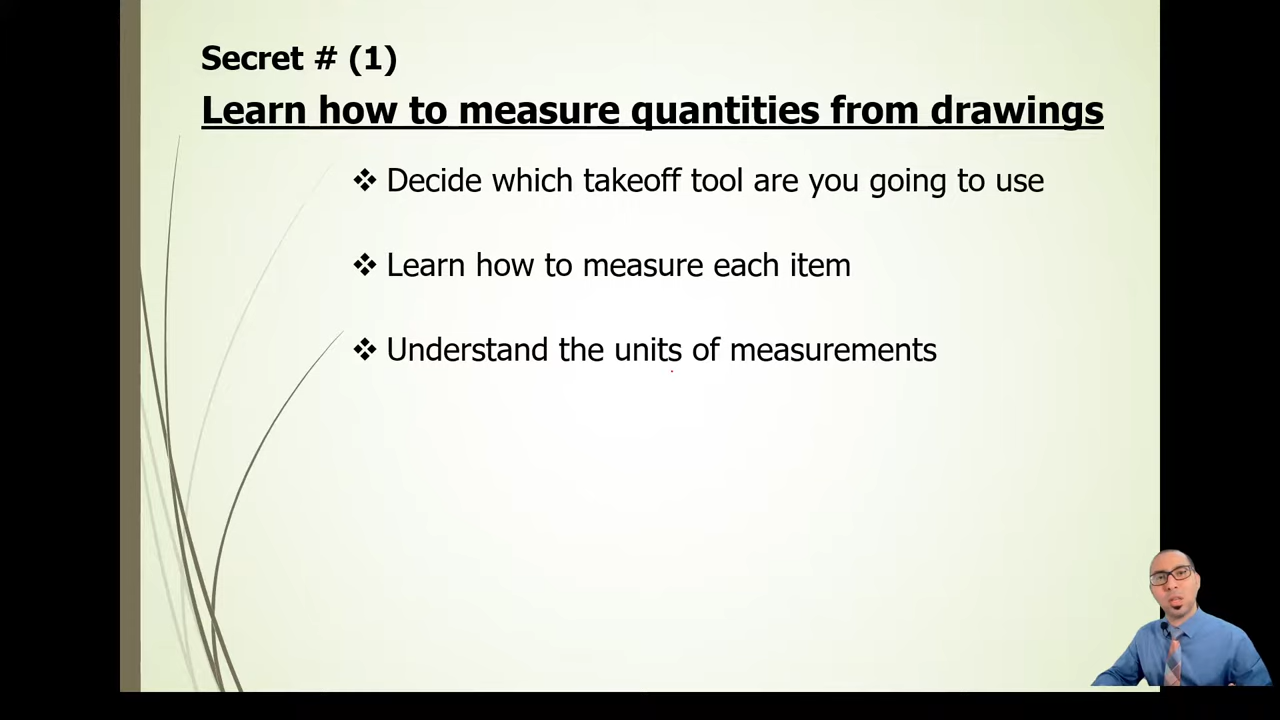 Secret # (1)
Learn how to measure quantities from drawings
❖ Decide which takeoff tool are you going to use
❖ Learn how to measure each item
❖ Understand the units of measurements